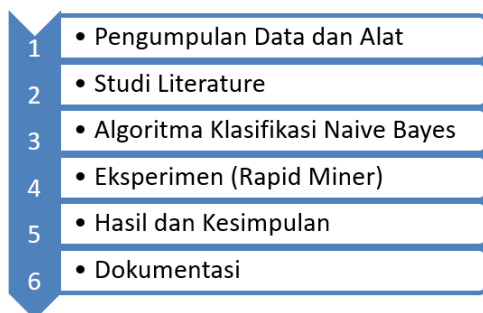 1 • Pengumpulan Data dan Alat
2 • Studi Literature
3 • Algoritma Klasifikasi Naive Bayes
4 • Eksperimen (Rapid Miner)
5 • Hasil dan Kesimpulan
6 • Dokumentasi